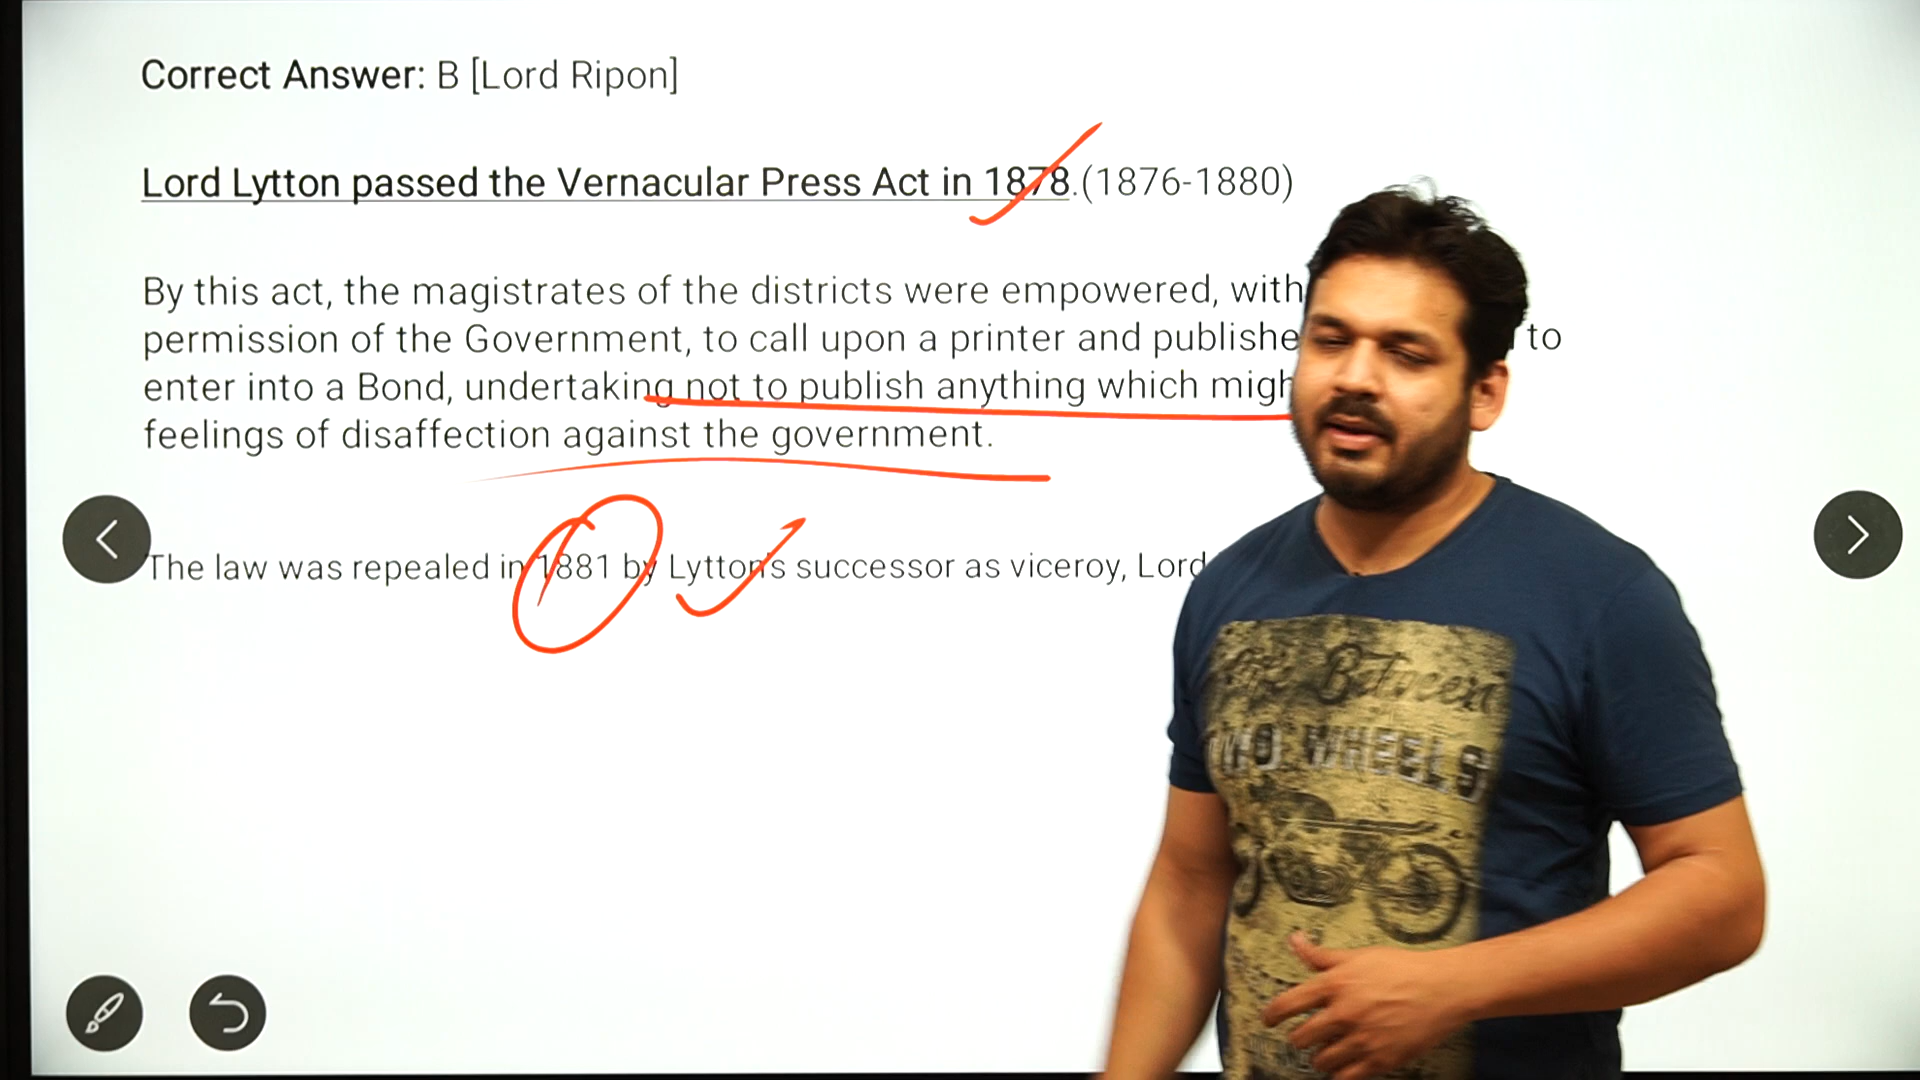 Correct Answer: B [Lord Ripon]
Lord Lytton passed the Vernacular Press Act in 1878.(1876-1880)
By this act, the magistrates of the districts were empowered, with
permission of the Government, to call upon a printer and publishe to
enter into a Bond, undertaking not to publish anything which migh
feelings of disaffection against the government.
The law was repealed in 1881 by Lytton's successor as viceroy, Lord
Between
TWO WHEELS